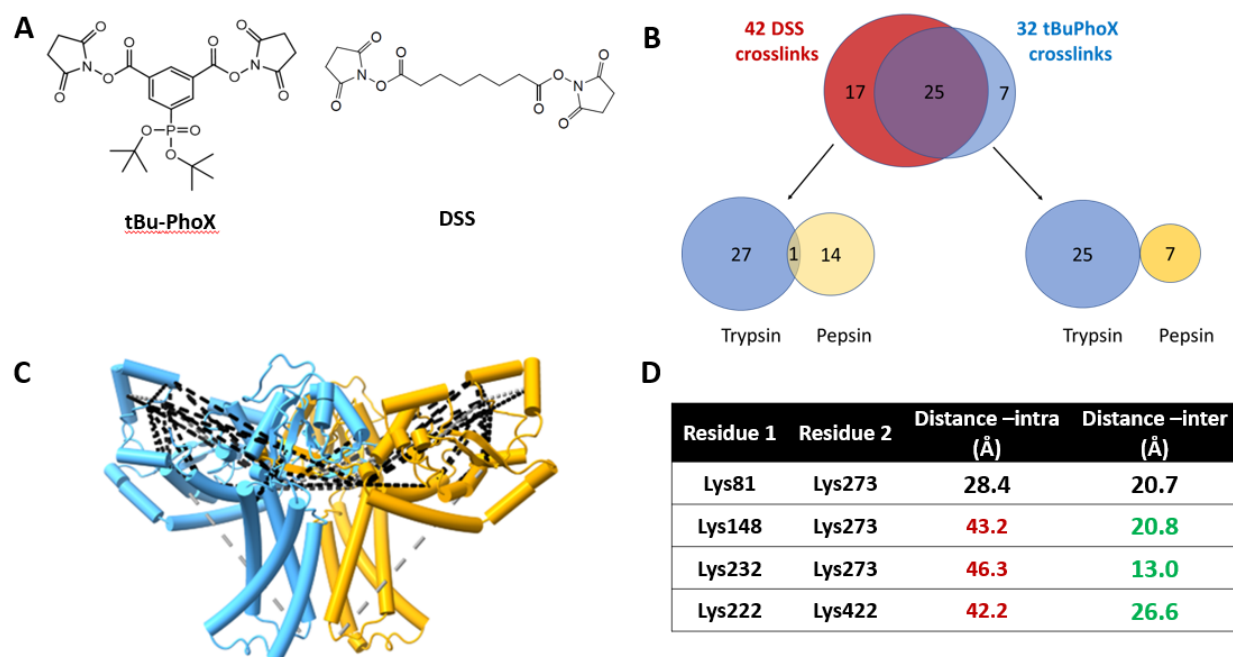 A
tBu-PhoX
DSS
B
42 DSS
crosslinks
32 tBuPhoX
crosslinks
17
25
7
27
1
14
25
7
Trypsin
Pepsin
Trypsin
Pepsin
C
D
Residue 1 Residue 2 Distance –intra (Å) Distance –inter (Å)
Lys81 Lys273 28.4 20.7
Lys148 Lys273 43.2 20.8
Lys232 Lys273 46.3 13.0
Lys222 Lys422 42.2 26.6
O
O
N
O
O
O
O
N
O
O
O
O
P
O
O
O
N
O
O
O
O
O
N
O
O